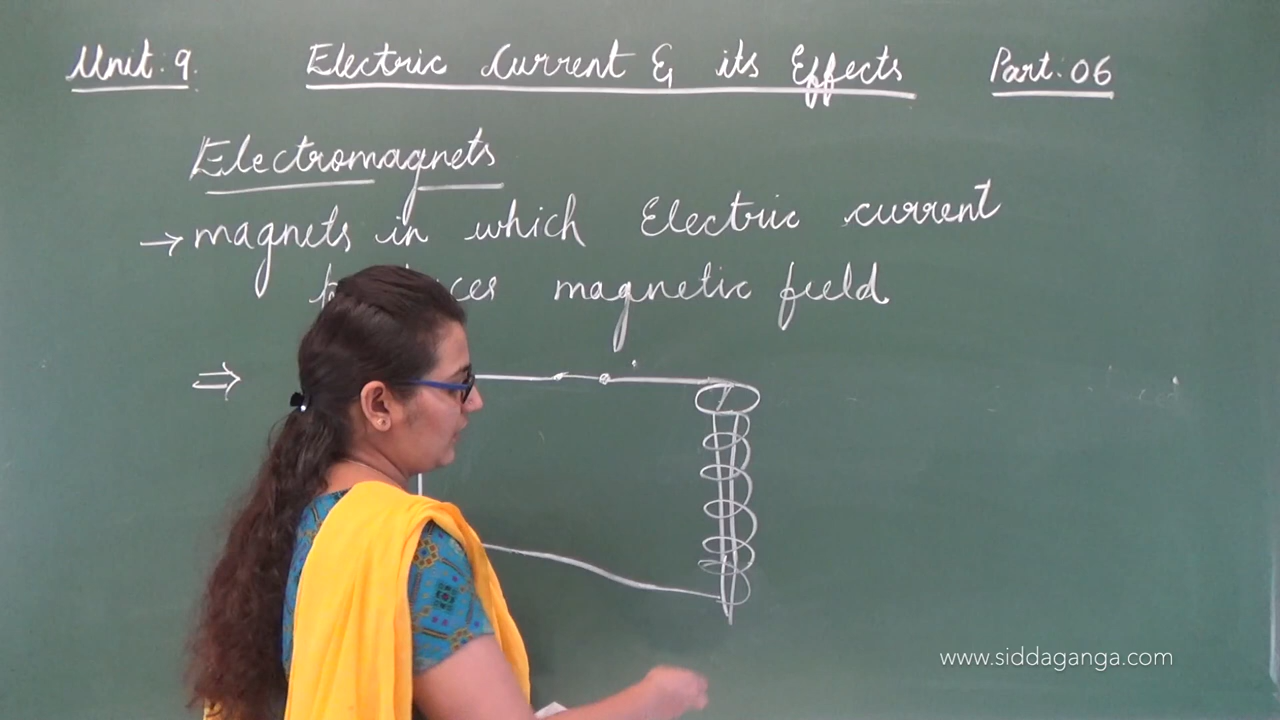 Unit : 9. Electric Current & its Effects Part : 06
Electromagnets
→ magnets in which Electric current
magnetic field
⇒
www.siddaganga.com